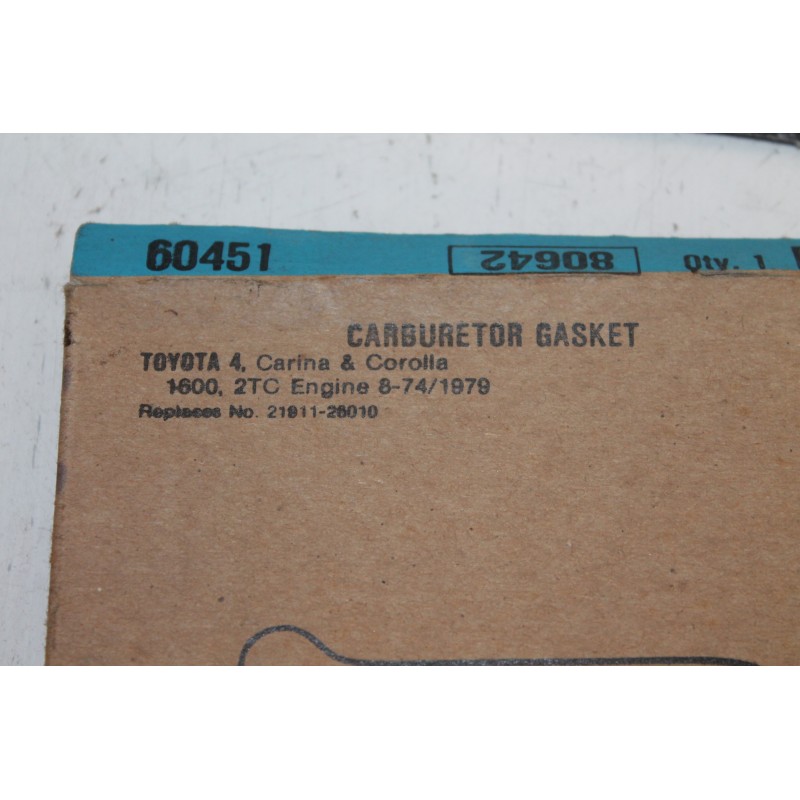 60451 80642 Qty. 1
CARBURETOR GASKET
TOYOTA 4, Carina & Corolla
1600, 2TC Engine 8-74/1979
Replaces No. 21911-26010